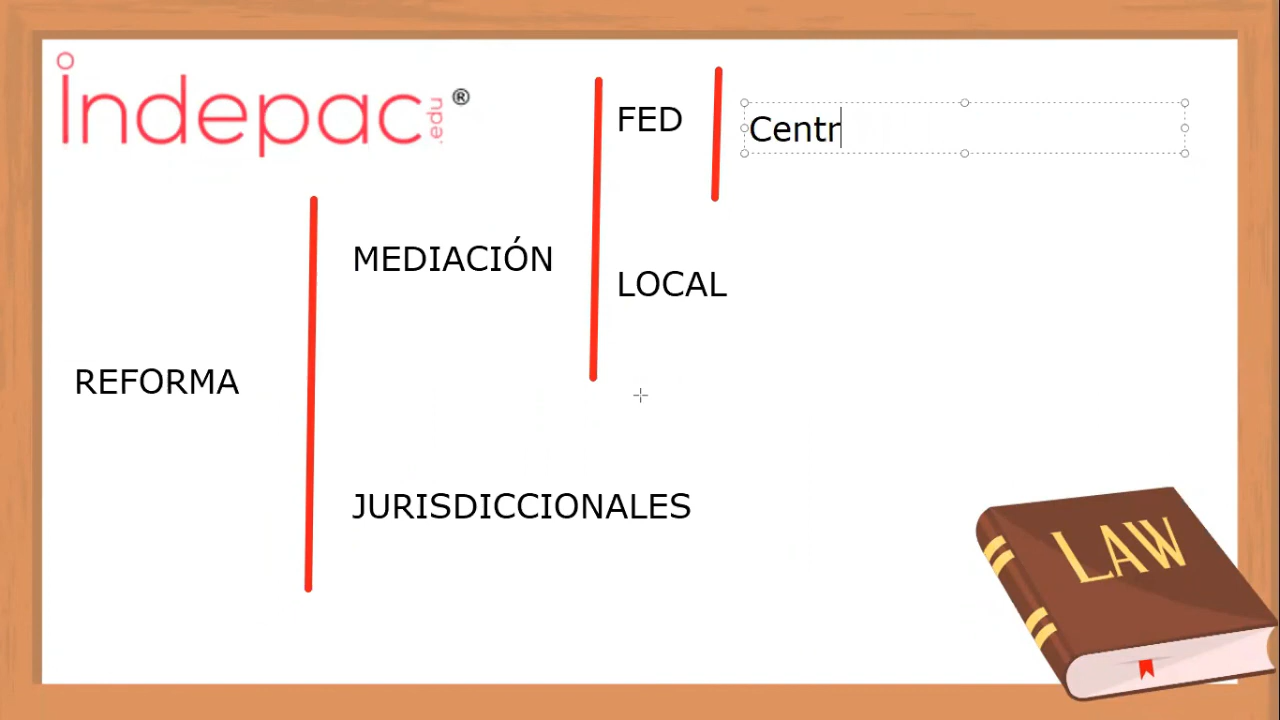 indepac .edu ®
FED
Centr
MEDIACIÓN
LOCAL
REFORMA
JURISDICCIONALES
LAW